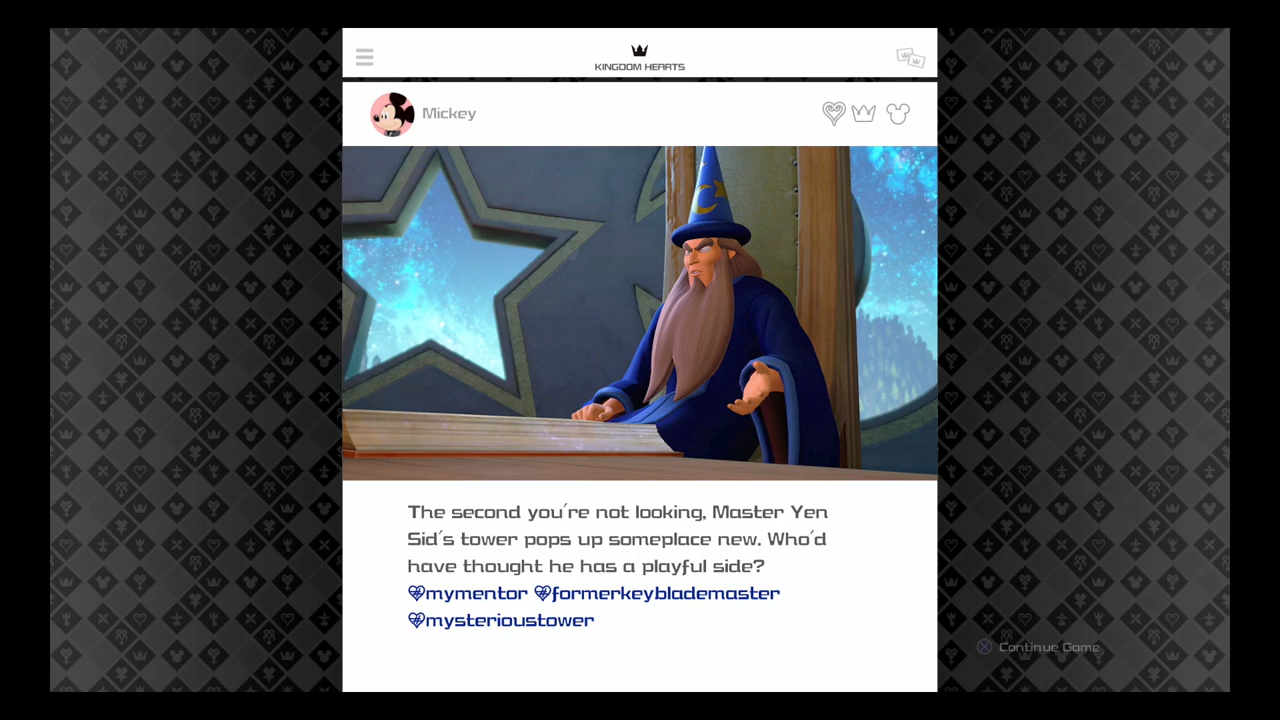 KINGDOM HEARTS
Mickey
The second you're not looking, Master Yen
Sid's tower pops up someplace new. Who'd
have thought he has a playful side?
mymentor formerkeyblademaster
mysterioustower
Continue Game